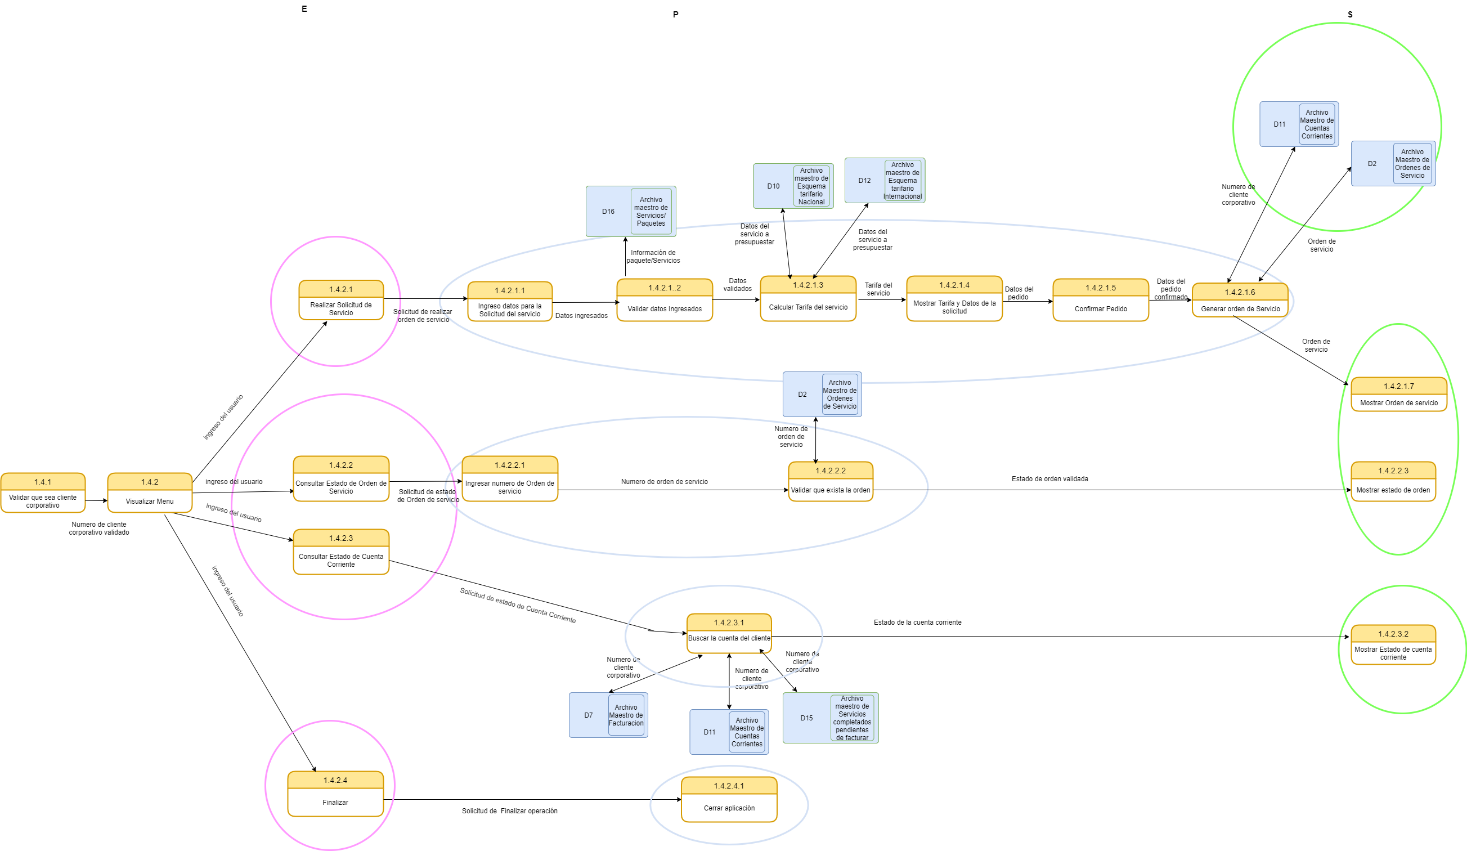 E
P
S
D11
Archivo
Maestro de
Cuentas
Corrientes
D2
Archivo
Maestro de
Ordenes de
Servicio
Numero de
cliente
corporativo
Orden de
servicio
D16
Archivo
maestro de
Servicios/
Paquetes
D10
Archivo
maestro de
Esquema
tarifario
Nacional
D12
Archivo
maestro de
Esquema
tarifario
Internacional
Información de
paquete/Servicios
Datos del
servicio a
presupuestar
Datos del
servicio a
presupuestar
1.4.2.1
Realizar Solicitud de
Servicio
Solicitud de realizar
orden de servicio
1.4.2.1.1
Ingreso datos para la
Solicitud del servicio
Datos ingresados
1.4.2.1..2
Validar datos Ingresados
Datos
validados
1.4.2.1.3
Calcular Tarifa del servicio
Tarifa del
servicio
1.4.2.1.4
Mostrar Tarifa y Datos de la
solicitud
Datos del
pedido
1.4.2.1.5
Confirmar Pedido
Datos del
pedido
confirmado
1.4.2.1.6
Generar orden de Servicio
Orden de
servicio
1.4.2.1.7
Mostrar Orden de servicio
Ingreso del usuario
D2
Archivo
Maestro de
Ordenes
de Servicio
Numero de
orden de
servicio
1.4.1
Validar que sea cliente
corporativo
Numero de cliente
corporativo validado
1.4.2
Visualizar Menu
Ingreso del usuario
1.4.2.2
Consultar Estado de Orden de
Servicio
Solicitud de estado
de Orden de servicio
1.4.2.2.1
Ingresar numero de Orden de
servicio
Numero de orden de servicio
1.4.2.2.2
Validar que exista la orden
Estado de orden validada
1.4.2.2.3.
Mostrar estado de orden
Ingreso del usuario
1.4.2.3
Consultar Estado de Cuenta
Corriente
Solicitud de estado de Cuenta Corriente
1.4.2.3.1
Buscar la cuenta del cliente
Estado de la cuenta corriente
1.4.2.3.2
Mostrar Estado de cuenta
corriente
Numero de
cliente
corporativo
Numero de
cliente
corporativo
Numero de
cliente
corporativo
D7
Archivo
Maestro de
Facturacion
D11
Archivo
Maestro de
Cuentas
Corrientes
D15
Archivo
maestro de
Servicios
completados
pendientes
de facturar
Ingreso del usuario
1.4.2.4
Finalizar
Solicitud de Finalizar operación
1.4.2.4.1
Cerrar aplicación